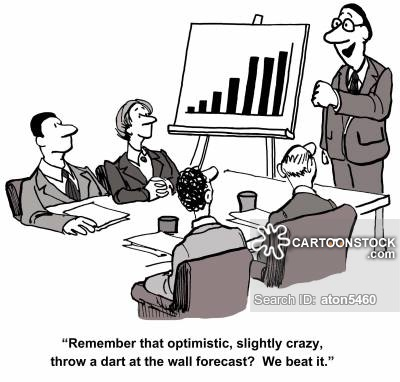 CARTOONSTOCK
.com
Search ID: aton5460
“Remember that optimistic, slightly crazy,
throw a dart at the wall forecast? We beat it.”